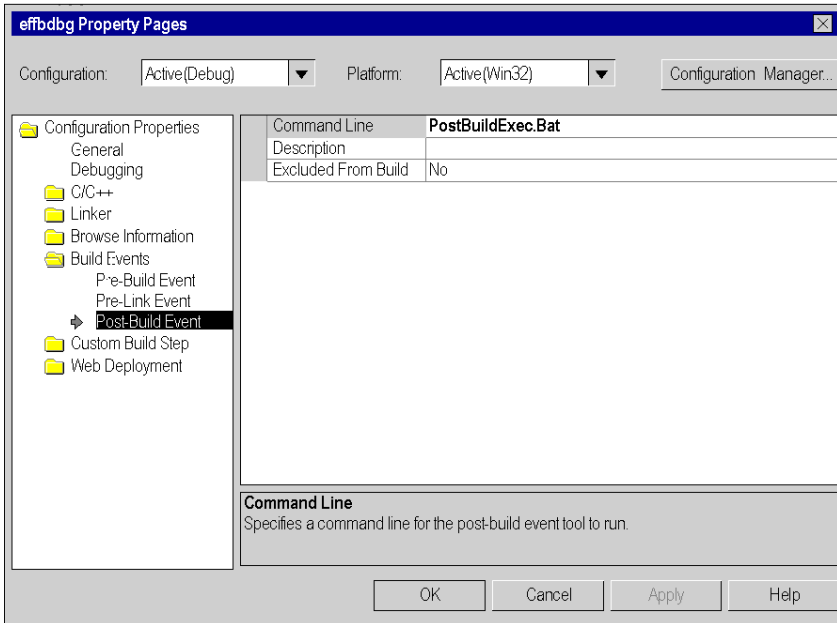 effbdbg Property Pages
Configuration: Active(Debug) Platform: Active(Win32) Configuration Manager...
Configuration Properties
General
Debugging
C/C++
Linker
Browse Information
Build Events
Pre-Build Event
Pre-Link Event
Post-Build Event
Custom Build Step
Web Deployment
Command Line PostBuildExec.Bat
Description
Excluded From Build No
Command Line
Specifies a command line for the post-build event tool to run.
OK Cancel Apply Help